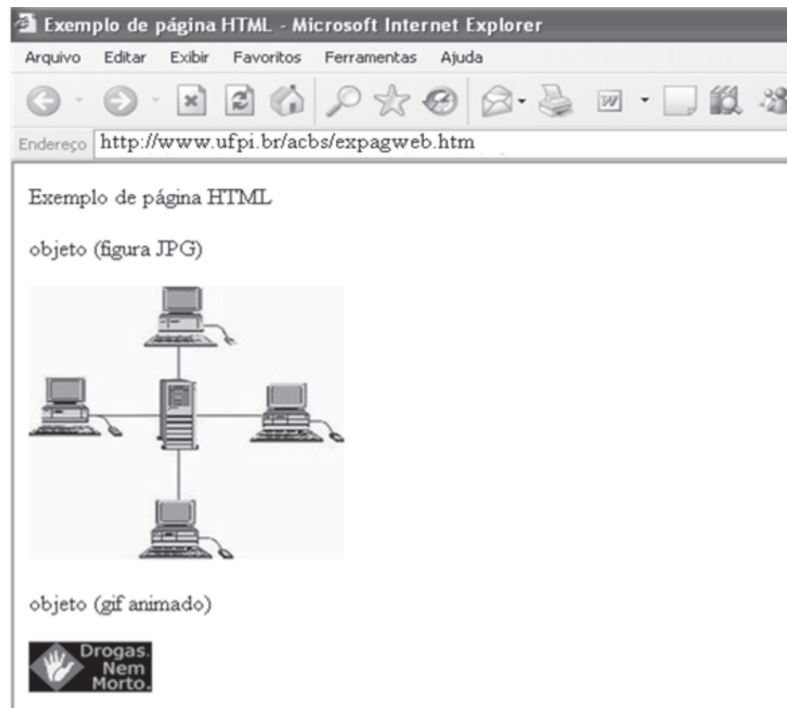 Exemplo de página HTML - Microsoft Internet Explorer
Arquivo Editar Exibir Favoritos Ferramentas Ajuda
W
Endereço http://www.ufpi.br/acbs/expagweb.htm
Exemplo de página HTML
objeto (figura JPG)
objeto (gif animado)
Drogas.
Nem
Morto.